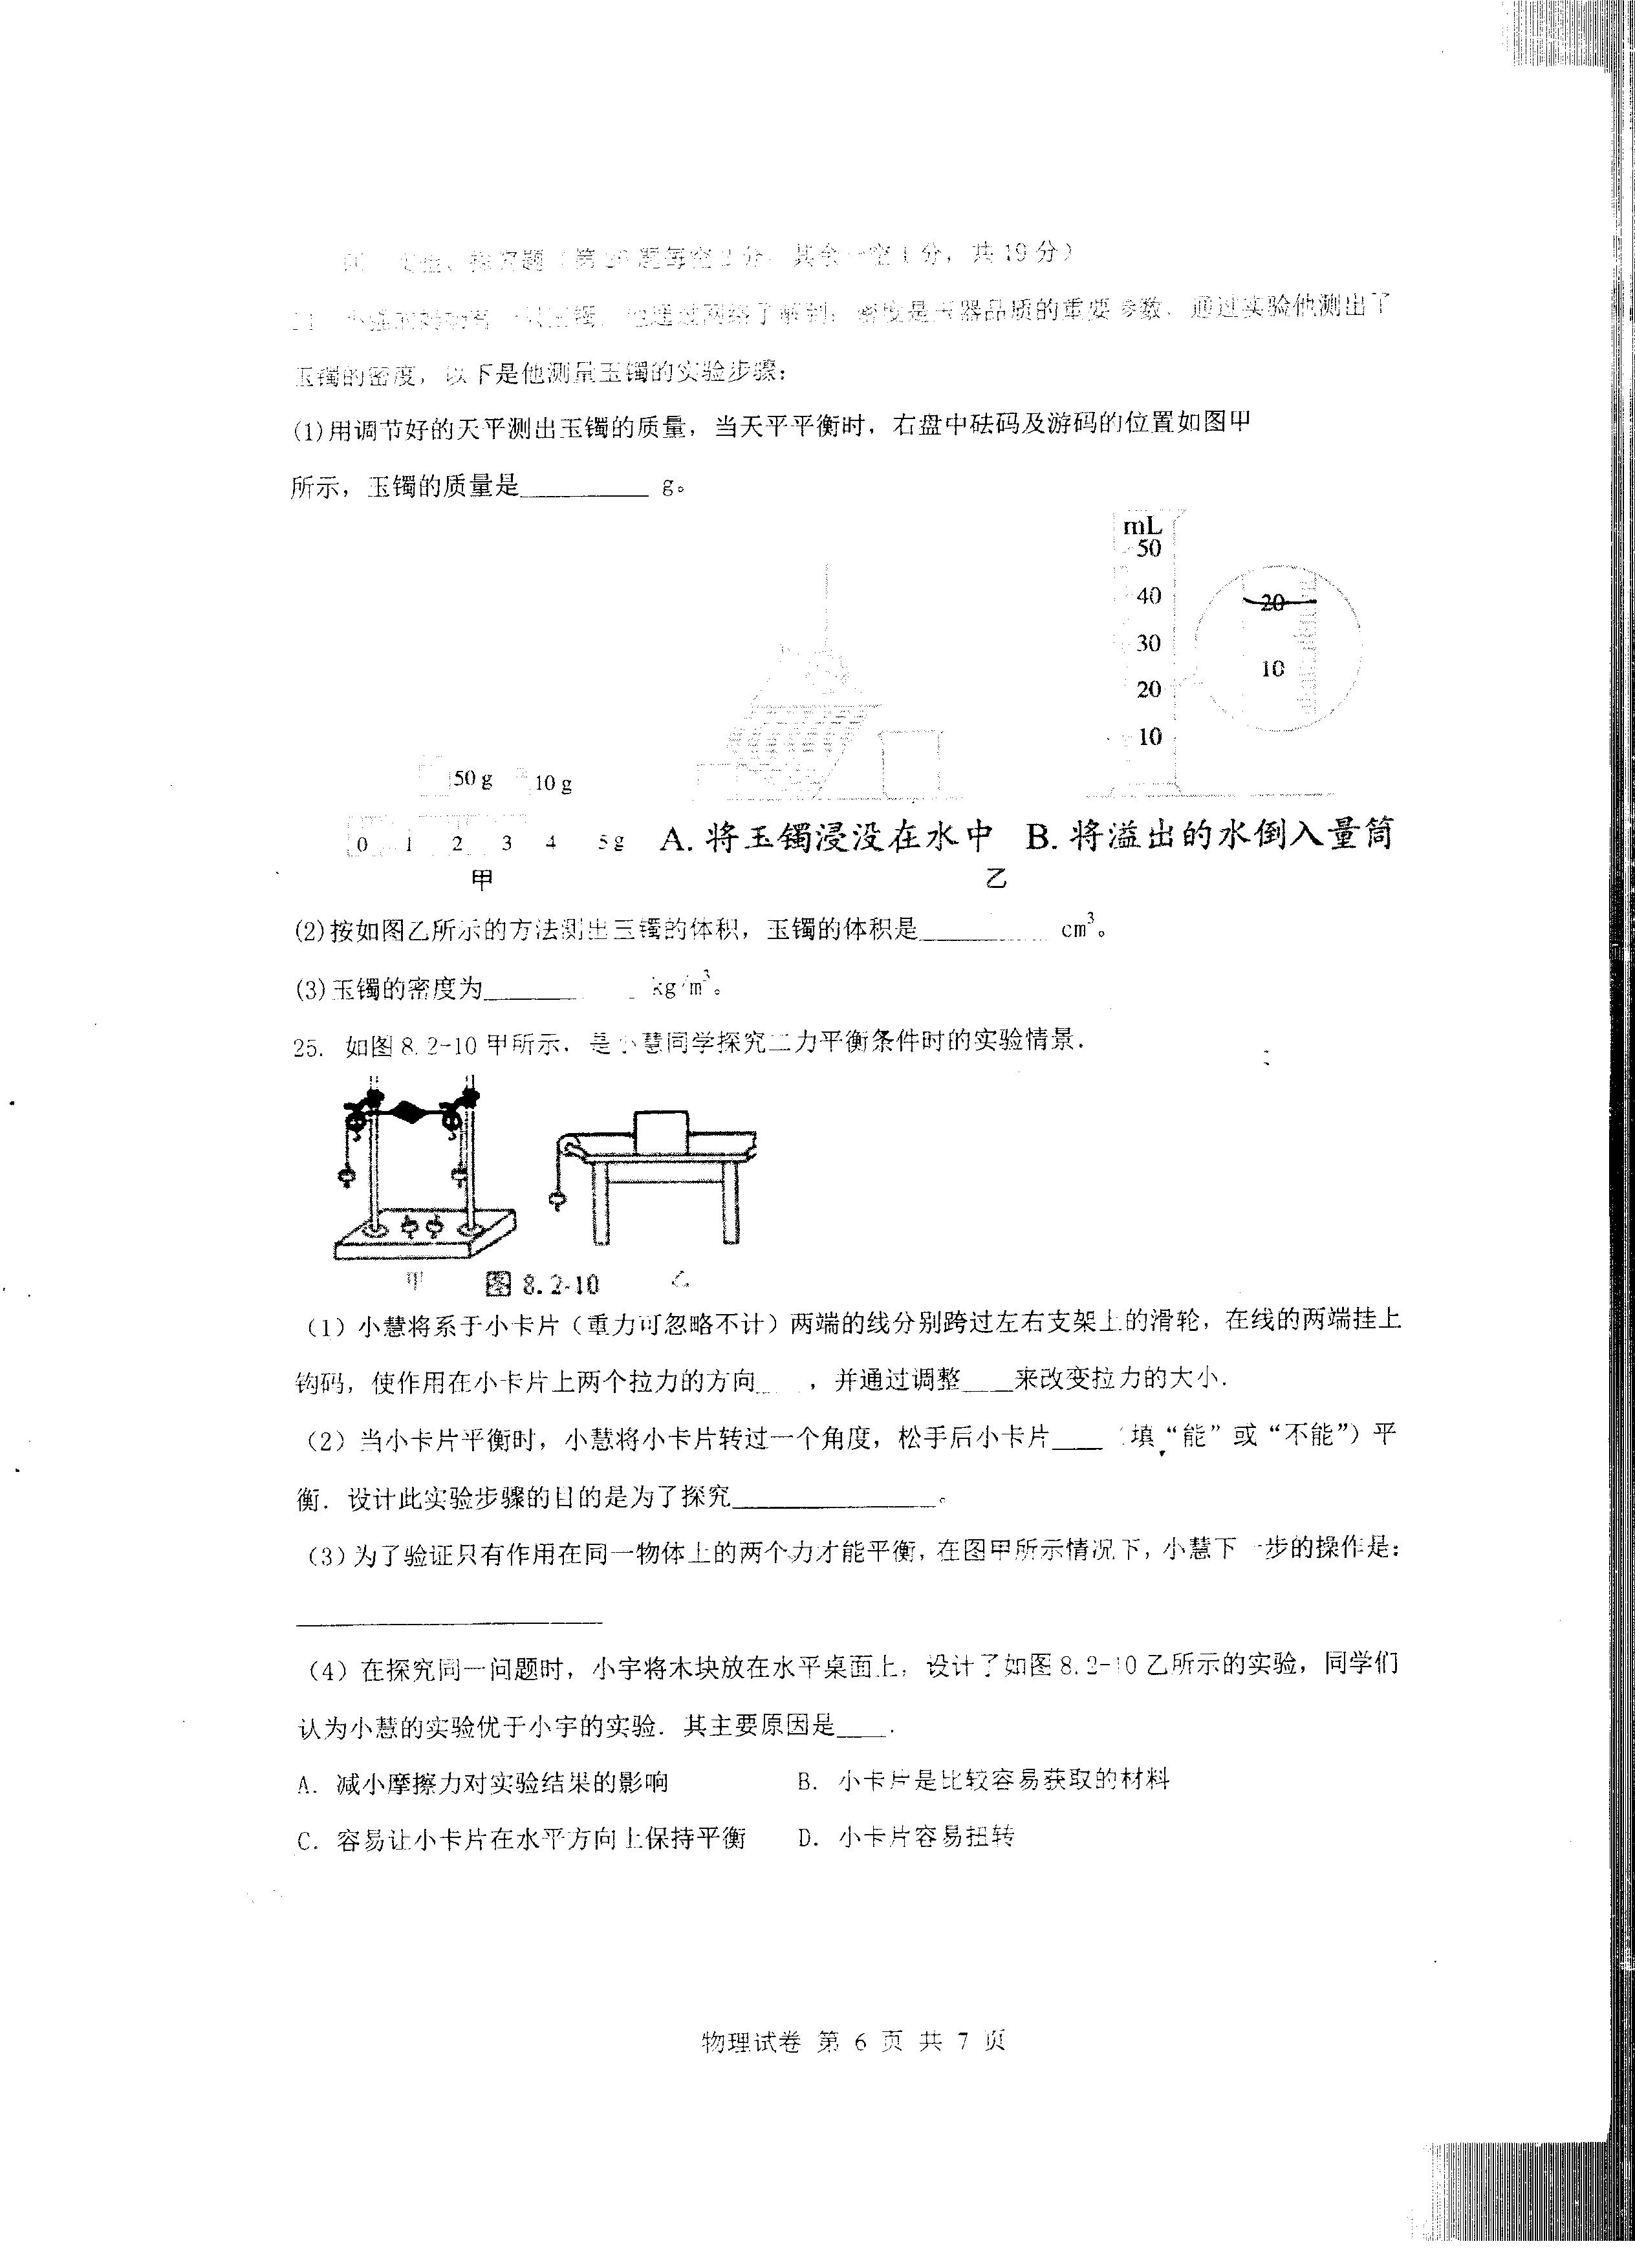 探究题（第 题每空2分，其余一空1分，共19分）
他通过网络了解到：密度是玉器品质的重要参数．通过实验他测出了
玉镯的密度，以下是他测量玉镯的实验步骤：
(1)用调节好的天平测出玉镯的质量，当天平平衡时，右盘中砝码及游码的位置如图甲
所示，玉镯的质量是__________ g。
mL
50
40
30
20
10
20
10
50 g 10 g
0 1 2 3 4 5g
A. 将玉镯浸没在水中 B. 将溢出的水倒入量筒
甲 乙
(2)按如图乙所示的方法测出玉镯的体积，玉镯的体积是__________ cm³。
(3)玉镯的密度为__________ kg/m³。
25. 如图 8.2-10 甲所示．是小慧同学探究二力平衡条件时的实验情景．
甲 图 8.2-10 乙
（1）小慧将系于小卡片（重力可忽略不计）两端的线分别跨过左右支架上的滑轮，在线的两端挂上
钩码，使作用在小卡片上两个拉力的方向____，并通过调整____来改变拉力的大小．
（2）当小卡片平衡时，小慧将小卡片转过一个角度，松手后小卡片____（填“能”或“不能”）平
衡．设计此实验步骤的目的是为了探究________________。
（3）为了验证只有作用在同一物体上的两个力才能平衡，在图甲所示情况下，小慧下一步的操作是：
________________________
（4）在探究同一问题时，小宇将木块放在水平桌面上，设计了如图 8.2-10 乙所示的实验，同学们
认为小慧的实验优于小宇的实验．其主要原因是____．
A. 减小摩擦力对实验结果的影响 B. 小卡片是比较容易获取的材料
C. 容易让小卡片在水平方向上保持平衡 D. 小卡片容易扭转
物理试卷 第 6 页 共 7 页